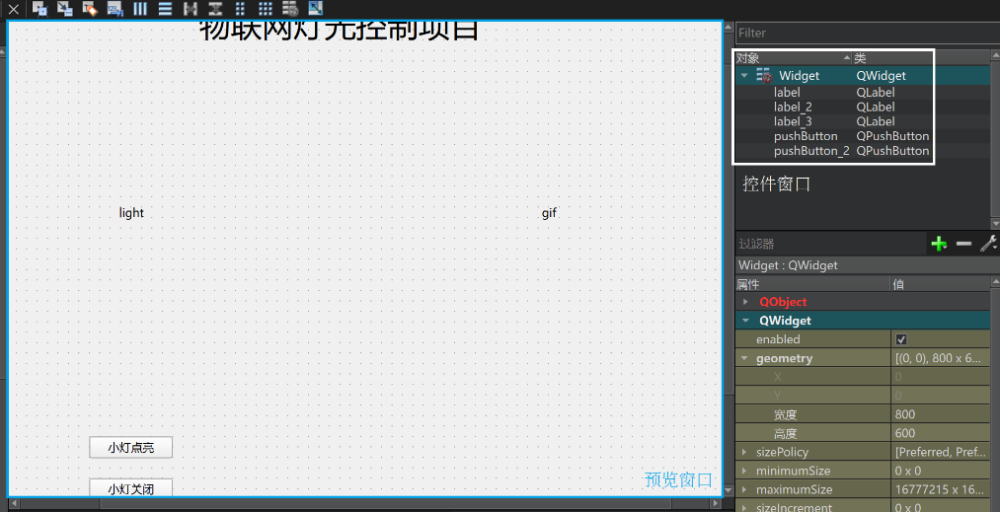 物联网灯光控制项目
light
gif
小灯点亮
小灯关闭
预览窗口
Filter
对象 类
Widget QWidget
label QLabel
label_2 QLabel
label_3 QLabel
pushButton QPushButton
pushButton_2 QPushButton
控件窗口
过滤器
Widget : QWidget
属性 值
QObject
QWidget
enabled
geometry [(0, 0), 800 x 6...
X 0
Y 0
宽度 800
高度 600
sizePolicy [Preferred, Pref...
minimumSize 0 x 0
maximumSize 16777215 x 16...
sizeIncrement 0 x 0